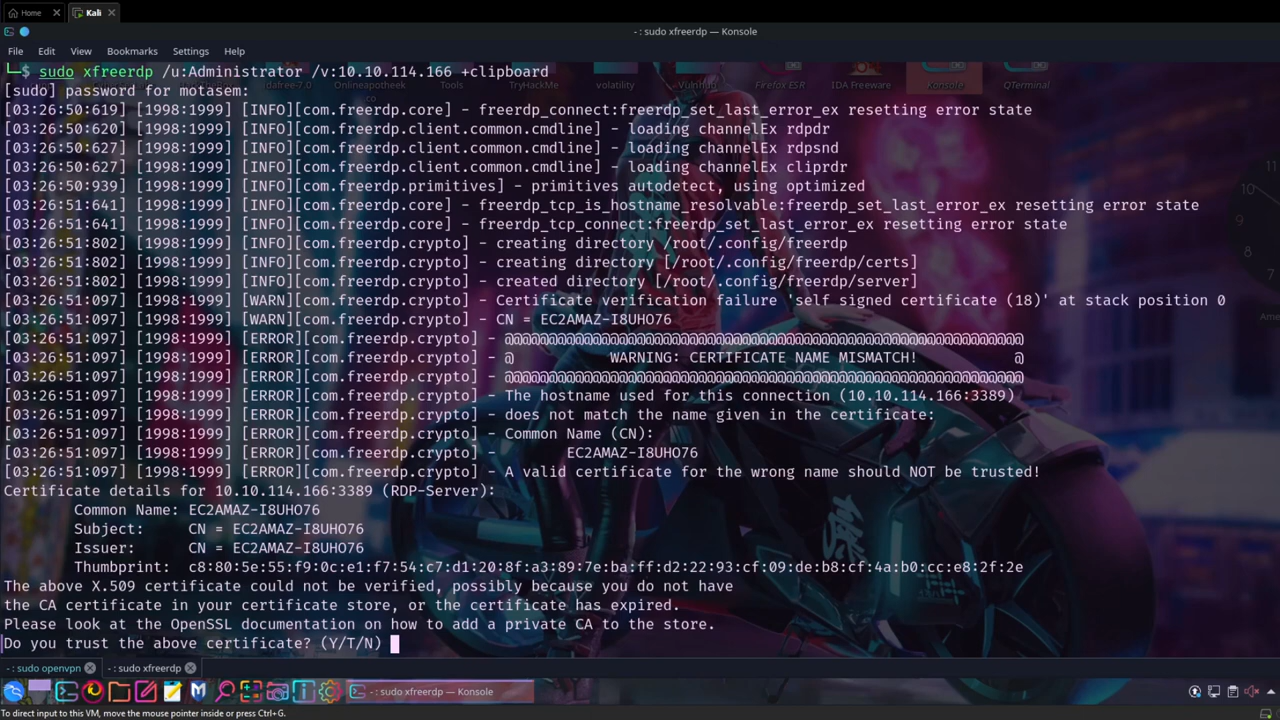 Home
Kali
- : sudo xfreerdp — Konsole
File Edit View Bookmarks Settings Help
└─$ sudo xfreerdp /u:Administrator /v:10.10.114.166 +clipboard
[sudo] password for motasem:
[03:26:50:619] [1998:1999] [INFO][com.freerdp.core] - freerdp_connect:freerdp_set_last_error_ex resetting error state
[03:26:50:620] [1998:1999] [INFO][com.freerdp.client.common.cmdline] - loading channelEx rdpdr
[03:26:50:627] [1998:1999] [INFO][com.freerdp.client.common.cmdline] - loading channelEx rdpsnd
[03:26:50:627] [1998:1999] [INFO][com.freerdp.client.common.cmdline] - loading channelEx cliprdr
[03:26:50:939] [1998:1999] [INFO][com.freerdp.primitives] - primitives autodetect, using optimized
[03:26:51:641] [1998:1999] [INFO][com.freerdp.core] - freerdp_tcp_is_hostname_resolvable:freerdp_set_last_error_ex resetting error state
[03:26:51:641] [1998:1999] [INFO][com.freerdp.core] - freerdp_tcp_connect:freerdp_set_last_error_ex resetting error state
[03:26:51:802] [1998:1999] [INFO][com.freerdp.crypto] - creating directory /root/.config/freerdp
[03:26:51:802] [1998:1999] [INFO][com.freerdp.crypto] - creating directory [/root/.config/freerdp/certs]
[03:26:51:802] [1998:1999] [INFO][com.freerdp.crypto] - created directory [/root/.config/freerdp/server]
[03:26:51:097] [1998:1999] [WARN][com.freerdp.crypto] - Certificate verification failure 'self signed certificate (18)' at stack position 0
[03:26:51:097] [1998:1999] [WARN][com.freerdp.crypto] - CN = EC2AMAZ-I8UHO76
[03:26:51:097] [1998:1999] [ERROR][com.freerdp.crypto] - @@@@@@@@@@@@@@@@@@@@@@@@@@@@@@@@@@@@@@@@@@@@@@@@@@@@@@@@@@@
[03:26:51:097] [1998:1999] [ERROR][com.freerdp.crypto] - @           WARNING: CERTIFICATE NAME MISMATCH!           @
[03:26:51:097] [1998:1999] [ERROR][com.freerdp.crypto] - @@@@@@@@@@@@@@@@@@@@@@@@@@@@@@@@@@@@@@@@@@@@@@@@@@@@@@@@@@@
[03:26:51:097] [1998:1999] [ERROR][com.freerdp.crypto] - The hostname used for this connection (10.10.114.166:3389)
[03:26:51:097] [1998:1999] [ERROR][com.freerdp.crypto] - does not match the name given in the certificate:
[03:26:51:097] [1998:1999] [ERROR][com.freerdp.crypto] - Common Name (CN):
[03:26:51:097] [1998:1999] [ERROR][com.freerdp.crypto] -        EC2AMAZ-I8UHO76
[03:26:51:097] [1998:1999] [ERROR][com.freerdp.crypto] - A valid certificate for the wrong name should NOT be trusted!
Certificate details for 10.10.114.166:3389 (RDP-Server):
        Common Name: EC2AMAZ-I8UHO76
        Subject:     CN = EC2AMAZ-I8UHO76
        Issuer:      CN = EC2AMAZ-I8UHO76
        Thumbprint:  c8:80:5e:55:f9:0c:e1:f7:54:c7:d1:20:8f:a3:89:7e:ba:ff:d2:22:93:cf:09:de:b8:cf:4a:b0:cc:e8:2f:2e
The above X.509 certificate could not be verified, possibly because you do not have
the CA certificate in your certificate store, or the certificate has expired.
Please look at the OpenSSL documentation on how to add a private CA to the store.
Do you trust the above certificate? (Y/T/N)
- : sudo openvpn
- : sudo xfreerdp
- : sudo xfreerdp — Konsole
To direct input to this VM, move the mouse pointer inside or press Ctrl+G.